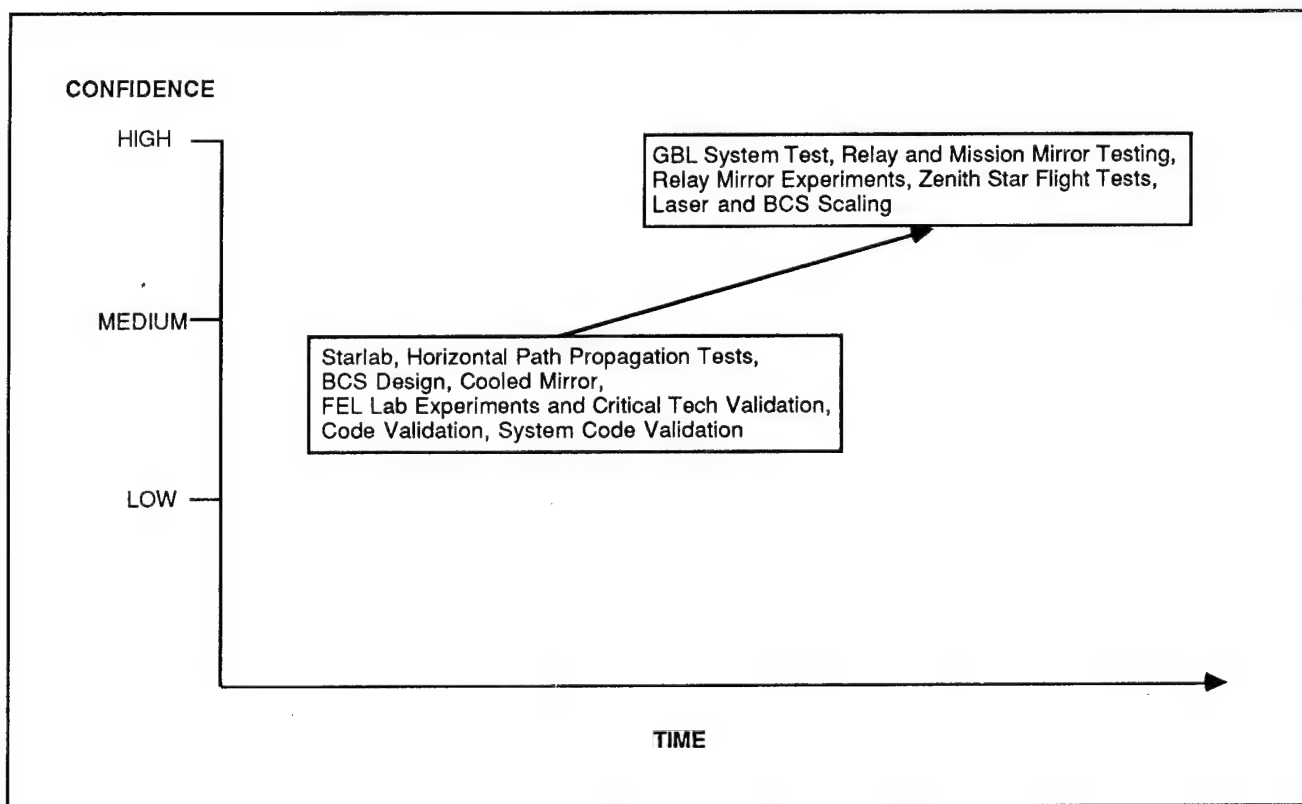 CONFIDENCE
HIGH
GBL System Test, Relay and Mission Mirror Testing,
Relay Mirror Experiments, Zenith Star Flight Tests,
Laser and BCS Scaling
MEDIUM
Starlab, Horizontal Path Propagation Tests,
BCS Design, Cooled Mirror,
FEL Lab Experiments and Critical Tech Validation,
Code Validation, System Code Validation
LOW
TIME